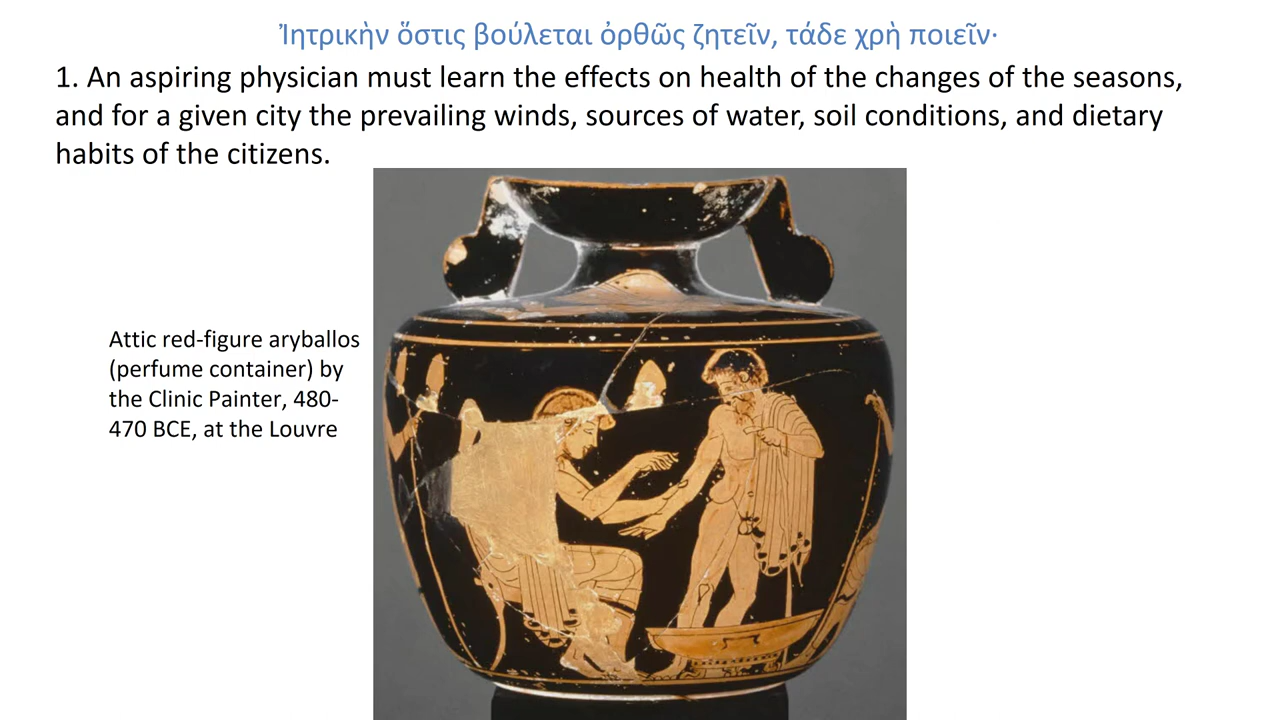 Ἰητρικὴν ὅστις βούλεται ὀρθῶς ζητεῖν, τάδε χρὴ ποιεῖν·
1. An aspiring physician must learn the effects on health of the changes of the seasons,
and for a given city the prevailing winds, sources of water, soil conditions, and dietary
habits of the citizens.
Attic red-figure aryballos
(perfume container) by
the Clinic Painter, 480-
470 BCE, at the Louvre